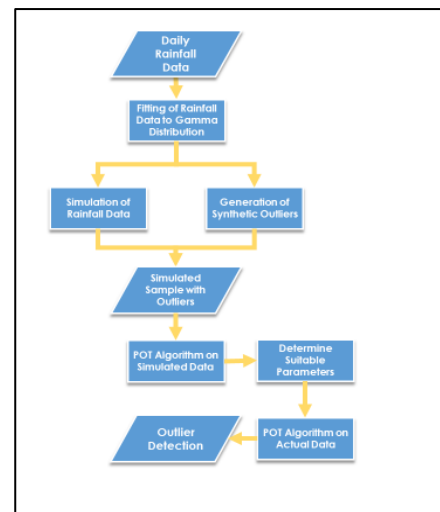 Daily
Rainfall
Data
Fitting of Rainfall
Data to Gamma
Distribution
Simulation of
Rainfall Data
Generation of
Synthetic Outliers
Simulated
Sample with
Outliers
POT Algorithm on
Simulated Data
Determine
Suitable
Parameters
POT Algorithm on
Actual Data
Outlier
Detection